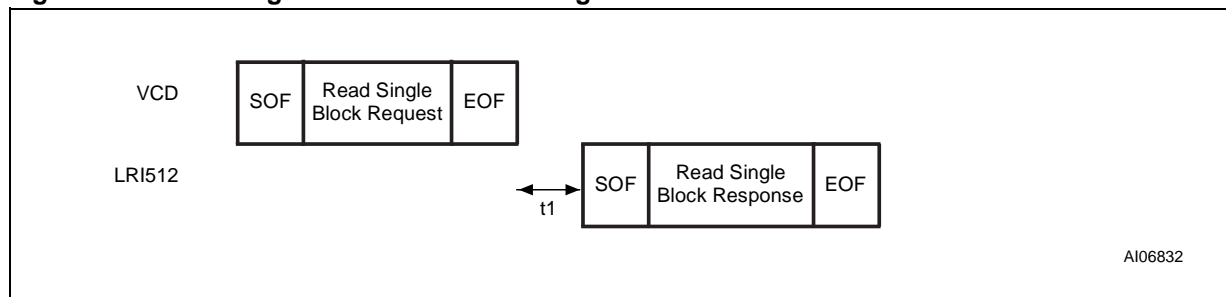 VCD
SOF
Read Single
Block Request
EOF
LRI512
t1
SOF
Read Single
Block Response
EOF
AI06832